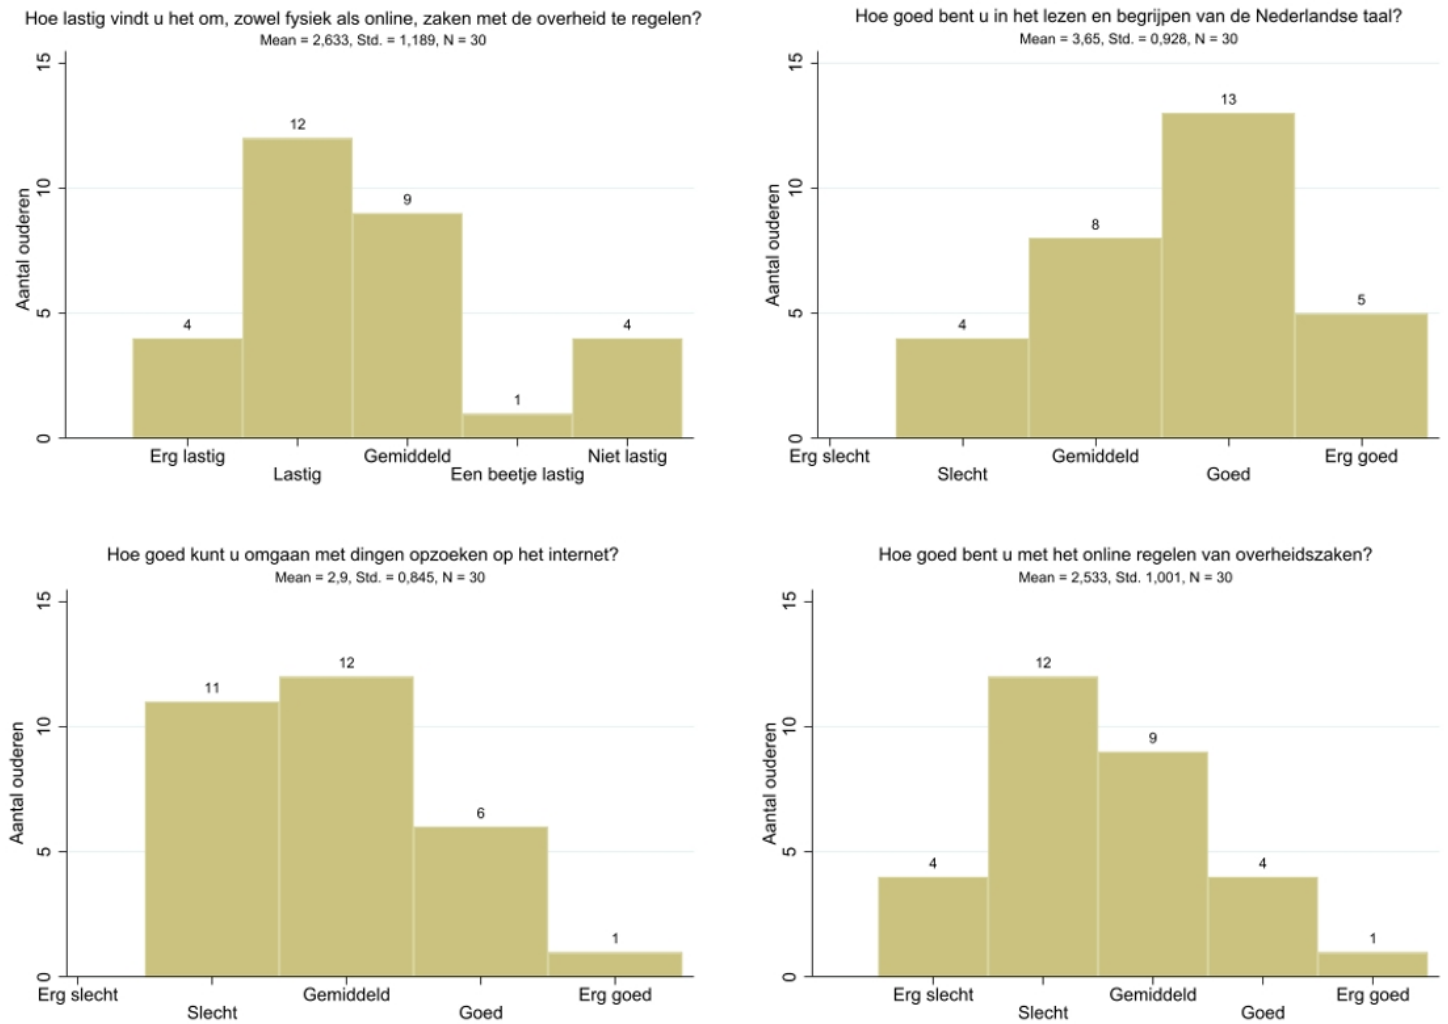 Hoe lastig vindt u het om, zowel fysiek als online, zaken met de overheid te regelen?
Mean = 2,633, Std. = 1,189, N = 30
Aantal ouderen
15
10
5
0
4
12
9
1
4
Erg lastig
Lastig
Gemiddeld
Een beetje lastig
Niet lastig
Hoe goed bent u in het lezen en begrijpen van de Nederlandse taal?
Mean = 3,65, Std. = 0,928, N = 30
Aantal ouderen
15
10
5
0
4
8
13
5
Erg slecht
Slecht
Gemiddeld
Goed
Erg goed
Hoe goed kunt u omgaan met dingen opzoeken op het internet?
Mean = 2,9, Std. = 0,845, N = 30
Aantal ouderen
15
10
5
0
11
12
6
1
Erg slecht
Slecht
Gemiddeld
Goed
Erg goed
Hoe goed bent u met het online regelen van overheidszaken?
Mean = 2,533, Std. 1,001, N = 30
Aantal ouderen
15
10
5
0
4
12
9
4
1
Erg slecht
Slecht
Gemiddeld
Goed
Erg goed